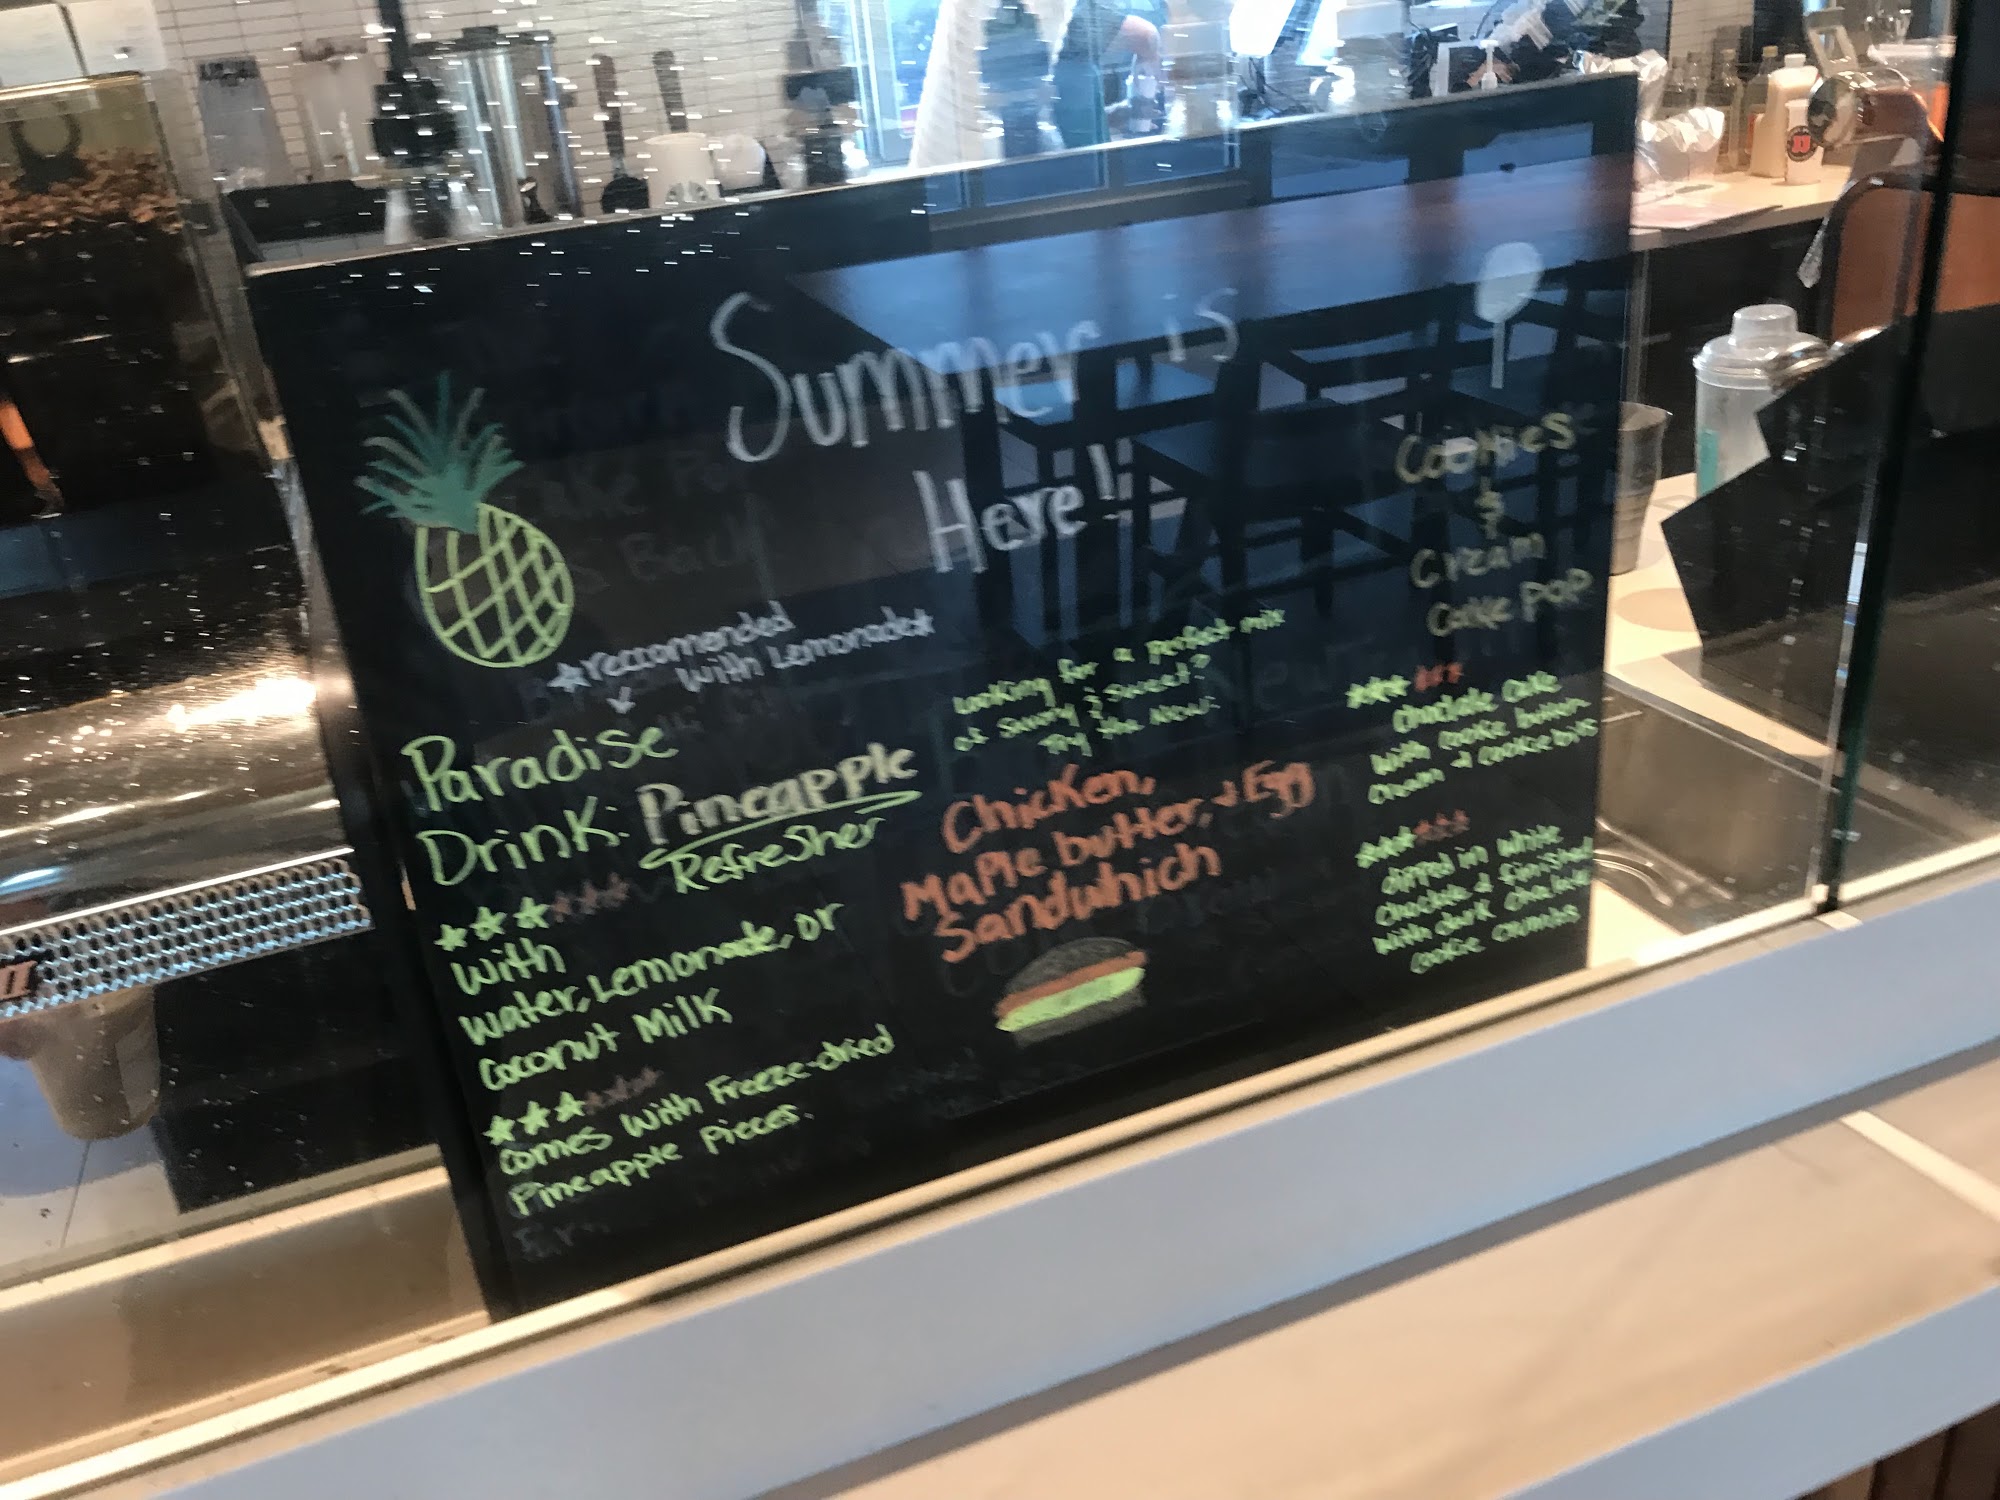 Summer is
Here!
★reccomended
with Lemonade★
Paradise
Drink: Pineapple
Refresher
★★★★★★
with
water, Lemonade, or
coconut Milk
★★★★★★
comes with Freeze-dried
Pineapple pieces.
Looking for a perfect mix
of savory & sweet?
Try the New:
Chicken,
Maple butter, + Egg
Sandwhich
Cookies
&
Cream
Cake Pop
★★★★★★
chocolate cake
with cookie button
cream + cookie bits
★★★★★★
dipped in white
chocolate & finished
with dark chocolate
cookie crumbs